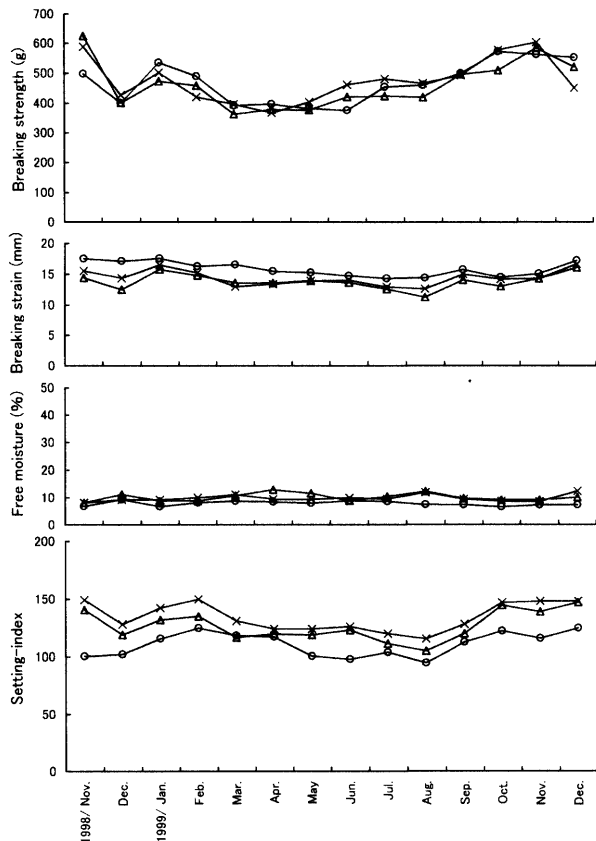 Breaking strength (g)
700
600
500
400
300
200
100
0
Breaking strain (mm)
20
15
10
5
0
Free moisture (%)
50
40
30
20
10
0
Setting-index
200
150
100
50
0
1998/ Nov.
Dec.
1999/ Jan.
Feb.
Mar.
Apr.
May
Jun.
Jul.
Aug.
Sep.
Oct.
Nov.
Dec.